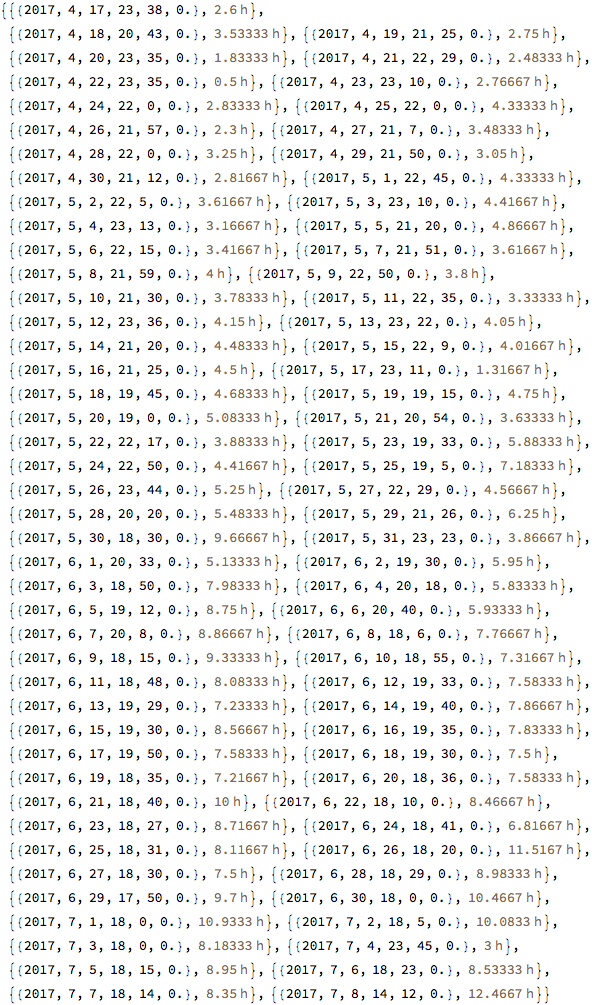 {{{2017, 4, 17, 23, 38, 0.}, 2.6 h},
{{2017, 4, 18, 20, 43, 0.}, 3.53333 h}, {{2017, 4, 19, 21, 25, 0.}, 2.75 h},
{{2017, 4, 20, 23, 35, 0.}, 1.83333 h}, {{2017, 4, 21, 22, 29, 0.}, 2.48333 h},
{{2017, 4, 22, 23, 35, 0.}, 0.5 h}, {{2017, 4, 23, 23, 10, 0.}, 2.76667 h},
{{2017, 4, 24, 22, 0, 0.}, 2.83333 h}, {{2017, 4, 25, 22, 0, 0.}, 4.33333 h},
{{2017, 4, 26, 21, 57, 0.}, 2.3 h}, {{2017, 4, 27, 21, 7, 0.}, 3.48333 h},
{{2017, 4, 28, 22, 0, 0.}, 3.25 h}, {{2017, 4, 29, 21, 50, 0.}, 3.05 h},
{{2017, 4, 30, 21, 12, 0.}, 2.81667 h}, {{2017, 5, 1, 22, 45, 0.}, 4.33333 h},
{{2017, 5, 2, 22, 5, 0.}, 3.61667 h}, {{2017, 5, 3, 23, 10, 0.}, 4.41667 h},
{{2017, 5, 4, 23, 13, 0.}, 3.16667 h}, {{2017, 5, 5, 21, 20, 0.}, 4.86667 h},
{{2017, 5, 6, 22, 15, 0.}, 3.41667 h}, {{2017, 5, 7, 21, 51, 0.}, 3.61667 h},
{{2017, 5, 8, 21, 59, 0.}, 4 h}, {{2017, 5, 9, 22, 50, 0.}, 3.8 h},
{{2017, 5, 10, 21, 30, 0.}, 3.78333 h}, {{2017, 5, 11, 22, 35, 0.}, 3.33333 h},
{{2017, 5, 12, 23, 36, 0.}, 4.15 h}, {{2017, 5, 13, 23, 22, 0.}, 4.05 h},
{{2017, 5, 14, 21, 20, 0.}, 4.48333 h}, {{2017, 5, 15, 22, 9, 0.}, 4.01667 h},
{{2017, 5, 16, 21, 25, 0.}, 4.5 h}, {{2017, 5, 17, 23, 11, 0.}, 1.31667 h},
{{2017, 5, 18, 19, 45, 0.}, 4.68333 h}, {{2017, 5, 19, 19, 15, 0.}, 4.75 h},
{{2017, 5, 20, 19, 0, 0.}, 5.08333 h}, {{2017, 5, 21, 20, 54, 0.}, 3.63333 h},
{{2017, 5, 22, 22, 17, 0.}, 3.88333 h}, {{2017, 5, 23, 19, 33, 0.}, 5.88333 h},
{{2017, 5, 24, 22, 50, 0.}, 4.41667 h}, {{2017, 5, 25, 19, 5, 0.}, 7.18333 h},
{{2017, 5, 26, 23, 44, 0.}, 5.25 h}, {{2017, 5, 27, 22, 29, 0.}, 4.56667 h},
{{2017, 5, 28, 20, 20, 0.}, 5.48333 h}, {{2017, 5, 29, 21, 26, 0.}, 6.25 h},
{{2017, 5, 30, 18, 30, 0.}, 9.66667 h}, {{2017, 5, 31, 23, 23, 0.}, 3.86667 h},
{{2017, 6, 1, 20, 33, 0.}, 5.13333 h}, {{2017, 6, 2, 19, 30, 0.}, 5.95 h},
{{2017, 6, 3, 18, 50, 0.}, 7.98333 h}, {{2017, 6, 4, 20, 18, 0.}, 5.83333 h},
{{2017, 6, 5, 19, 12, 0.}, 8.75 h}, {{2017, 6, 6, 20, 40, 0.}, 5.93333 h},
{{2017, 6, 7, 20, 8, 0.}, 8.86667 h}, {{2017, 6, 8, 18, 6, 0.}, 7.76667 h},
{{2017, 6, 9, 18, 15, 0.}, 9.33333 h}, {{2017, 6, 10, 18, 55, 0.}, 7.31667 h},
{{2017, 6, 11, 18, 48, 0.}, 8.08333 h}, {{2017, 6, 12, 19, 33, 0.}, 7.58333 h},
{{2017, 6, 13, 19, 29, 0.}, 7.23333 h}, {{2017, 6, 14, 19, 40, 0.}, 7.86667 h},
{{2017, 6, 15, 19, 30, 0.}, 8.56667 h}, {{2017, 6, 16, 19, 35, 0.}, 7.83333 h},
{{2017, 6, 17, 19, 50, 0.}, 7.58333 h}, {{2017, 6, 18, 19, 30, 0.}, 7.5 h},
{{2017, 6, 19, 18, 35, 0.}, 7.21667 h}, {{2017, 6, 20, 18, 36, 0.}, 7.58333 h},
{{2017, 6, 21, 18, 40, 0.}, 10 h}, {{2017, 6, 22, 18, 10, 0.}, 8.46667 h},
{{2017, 6, 23, 18, 27, 0.}, 8.71667 h}, {{2017, 6, 24, 18, 41, 0.}, 6.81667 h},
{{2017, 6, 25, 18, 31, 0.}, 8.11667 h}, {{2017, 6, 26, 18, 20, 0.}, 11.5167 h},
{{2017, 6, 27, 18, 30, 0.}, 7.5 h}, {{2017, 6, 28, 18, 29, 0.}, 8.98333 h},
{{2017, 6, 29, 17, 50, 0.}, 9.7 h}, {{2017, 6, 30, 18, 0, 0.}, 10.4667 h},
{{2017, 7, 1, 18, 0, 0.}, 10.9333 h}, {{2017, 7, 2, 18, 5, 0.}, 10.0833 h},
{{2017, 7, 3, 18, 0, 0.}, 8.18333 h}, {{2017, 7, 4, 23, 45, 0.}, 3 h},
{{2017, 7, 5, 18, 15, 0.}, 8.95 h}, {{2017, 7, 6, 18, 23, 0.}, 8.53333 h},
{{2017, 7, 7, 18, 14, 0.}, 8.35 h}, {{2017, 7, 8, 14, 12, 0.}, 12.4667 h}}